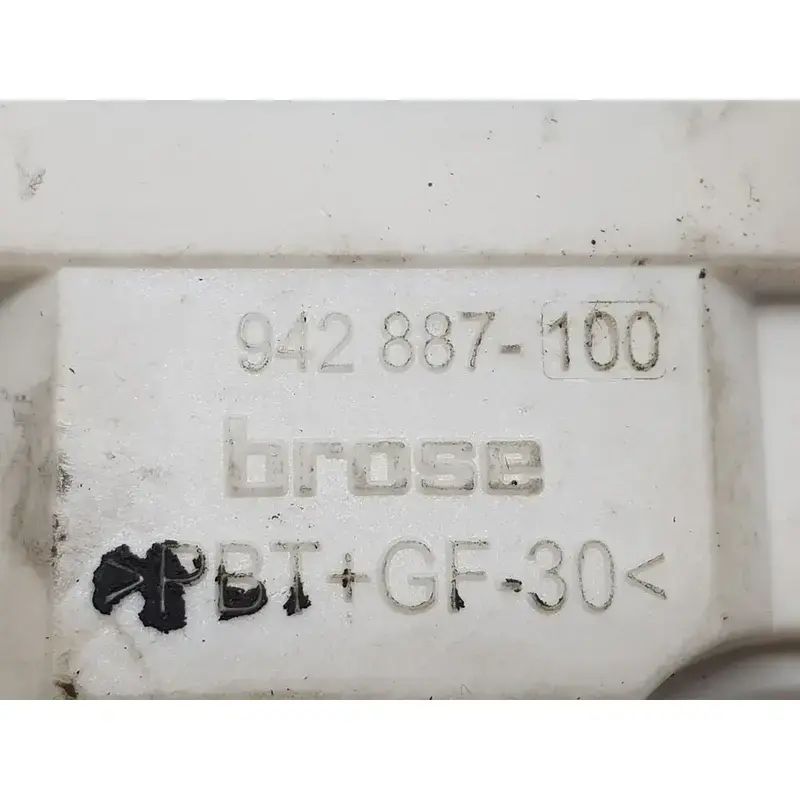 942 887-100
brose
>PBT+GF-30<